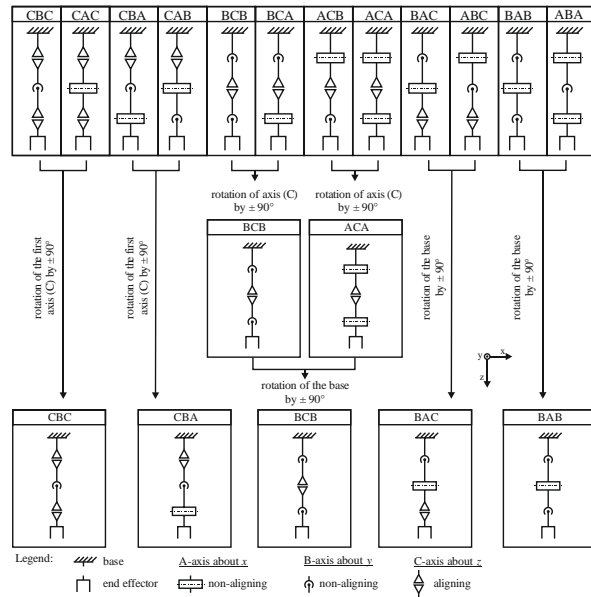 CBC CAC CBA CAB BCB BCA ACB ACA BAC ABC BAB ABA
rotation of the first
axis (C) by ± 90°
rotation of the first
axis (C) by ± 90°
rotation of axis (C)
by ± 90°
rotation of axis (C)
by ± 90°
BCB ACA
rotation of the base
by ± 90°
rotation of the base
by ± 90°
rotation of the base
by ± 90°
y x
z
CBC CBA BCB BAC BAB
Legend: base A-axis about x B-axis about y C-axis about z
end effector non-aligning non-aligning aligning